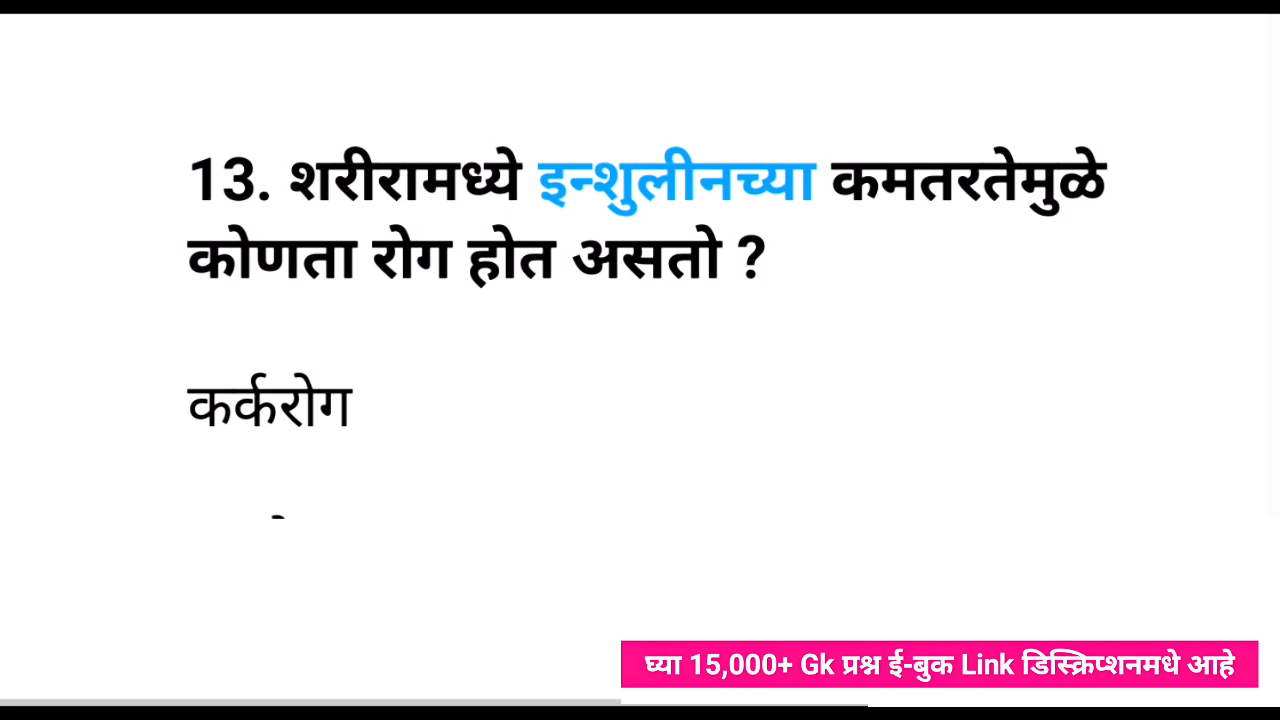 13. शरीरामध्ये इन्शुलीनच्या कमतरतेमुळे
कोणता रोग होत असतो ?
कर्करोग
घ्या 15,000+ Gk प्रश्न ई-बुक Link डिस्क्रिप्शनमधे आहे